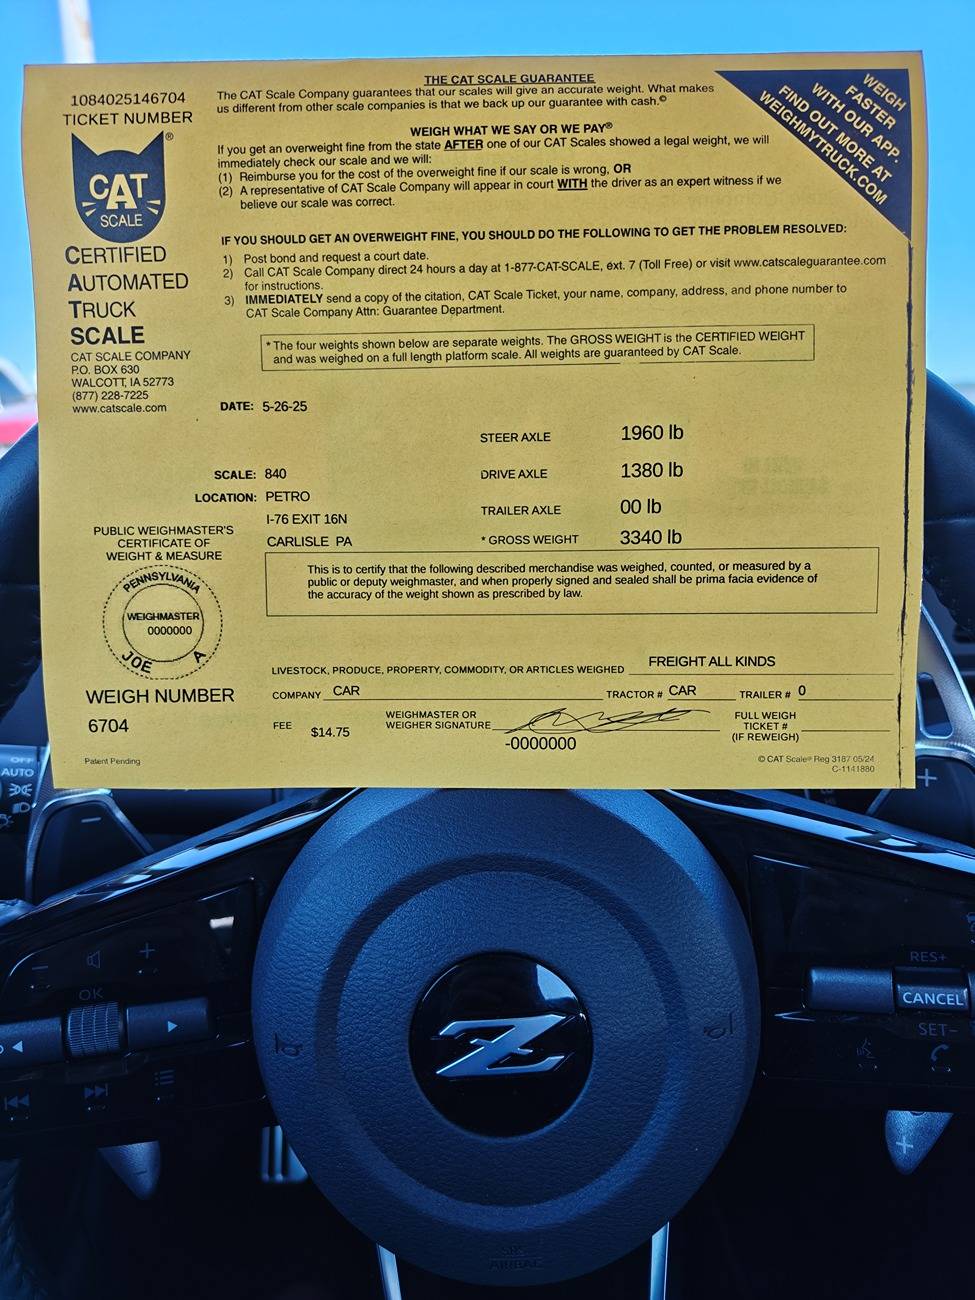 1084025146704
TICKET NUMBER
®
CAT
SCALE
CERTIFIED
AUTOMATED
TRUCK
SCALE
CAT SCALE COMPANY
P.O. BOX 630
WALCOTT, IA 52773
(877) 228-7225
www.catscale.com
THE CAT SCALE GUARANTEE
The CAT Scale Company guarantees that our scales will give an accurate weight. What makes
us different from other scale companies is that we back up our guarantee with cash.©
WEIGH WHAT WE SAY OR WE PAY®
If you get an overweight fine from the state AFTER one of our CAT Scales showed a legal weight, we will
immediately check our scale and we will:
(1) Reimburse you for the cost of the overweight fine if our scale is wrong, OR
(2) A representative of CAT Scale Company will appear in court WITH the driver as an expert witness if we
believe our scale was correct.
WEIGH
FASTER
WITH OUR APP.
FIND OUT MORE AT
WEIGHMYTRUCK.COM
IF YOU SHOULD GET AN OVERWEIGHT FINE, YOU SHOULD DO THE FOLLOWING TO GET THE PROBLEM RESOLVED:
1) Post bond and request a court date.
2) Call CAT Scale Company direct 24 hours a day at 1-877-CAT-SCALE, ext. 7 (Toll Free) or visit www.catscaleguarantee.com
for instructions.
3) IMMEDIATELY send a copy of the citation, CAT Scale Ticket, your name, company, address, and phone number to
CAT Scale Company Attn: Guarantee Department.
* The four weights shown below are separate weights. The GROSS WEIGHT is the CERTIFIED WEIGHT
and was weighed on a full length platform scale. All weights are guaranteed by CAT Scale.
DATE: 5-26-25
STEER AXLE 1960 lb
SCALE: 840
DRIVE AXLE 1380 lb
LOCATION: PETRO
TRAILER AXLE 00 lb
I-76 EXIT 16N
CARLISLE PA
* GROSS WEIGHT 3340 lb
PUBLIC WEIGHMASTER'S
CERTIFICATE OF
WEIGHT & MEASURE
PENNSYLVANIA
WEIGHMASTER
0000000
JOE A
This is to certify that the following described merchandise was weighed, counted, or measured by a
public or deputy weighmaster, and when properly signed and sealed shall be prima facia evidence of
the accuracy of the weight shown as prescribed by law.
WEIGH NUMBER
6704
LIVESTOCK, PRODUCE, PROPERTY, COMMODITY, OR ARTICLES WEIGHED FREIGHT ALL KINDS
COMPANY CAR TRACTOR # CAR TRAILER # 0
FEE $14.75
WEIGHMASTER OR
WEIGHER SIGNATURE
-0000000
FULL WEIGH
TICKET #
(IF REWEIGH)
Patent Pending
© CAT Scale® Reg 3187 05/24
C-1141880
OFF
AUTO
−
+
− +
OK
Z
RES+
CANCEL
SET−
−
+
SRS
AIRBAG